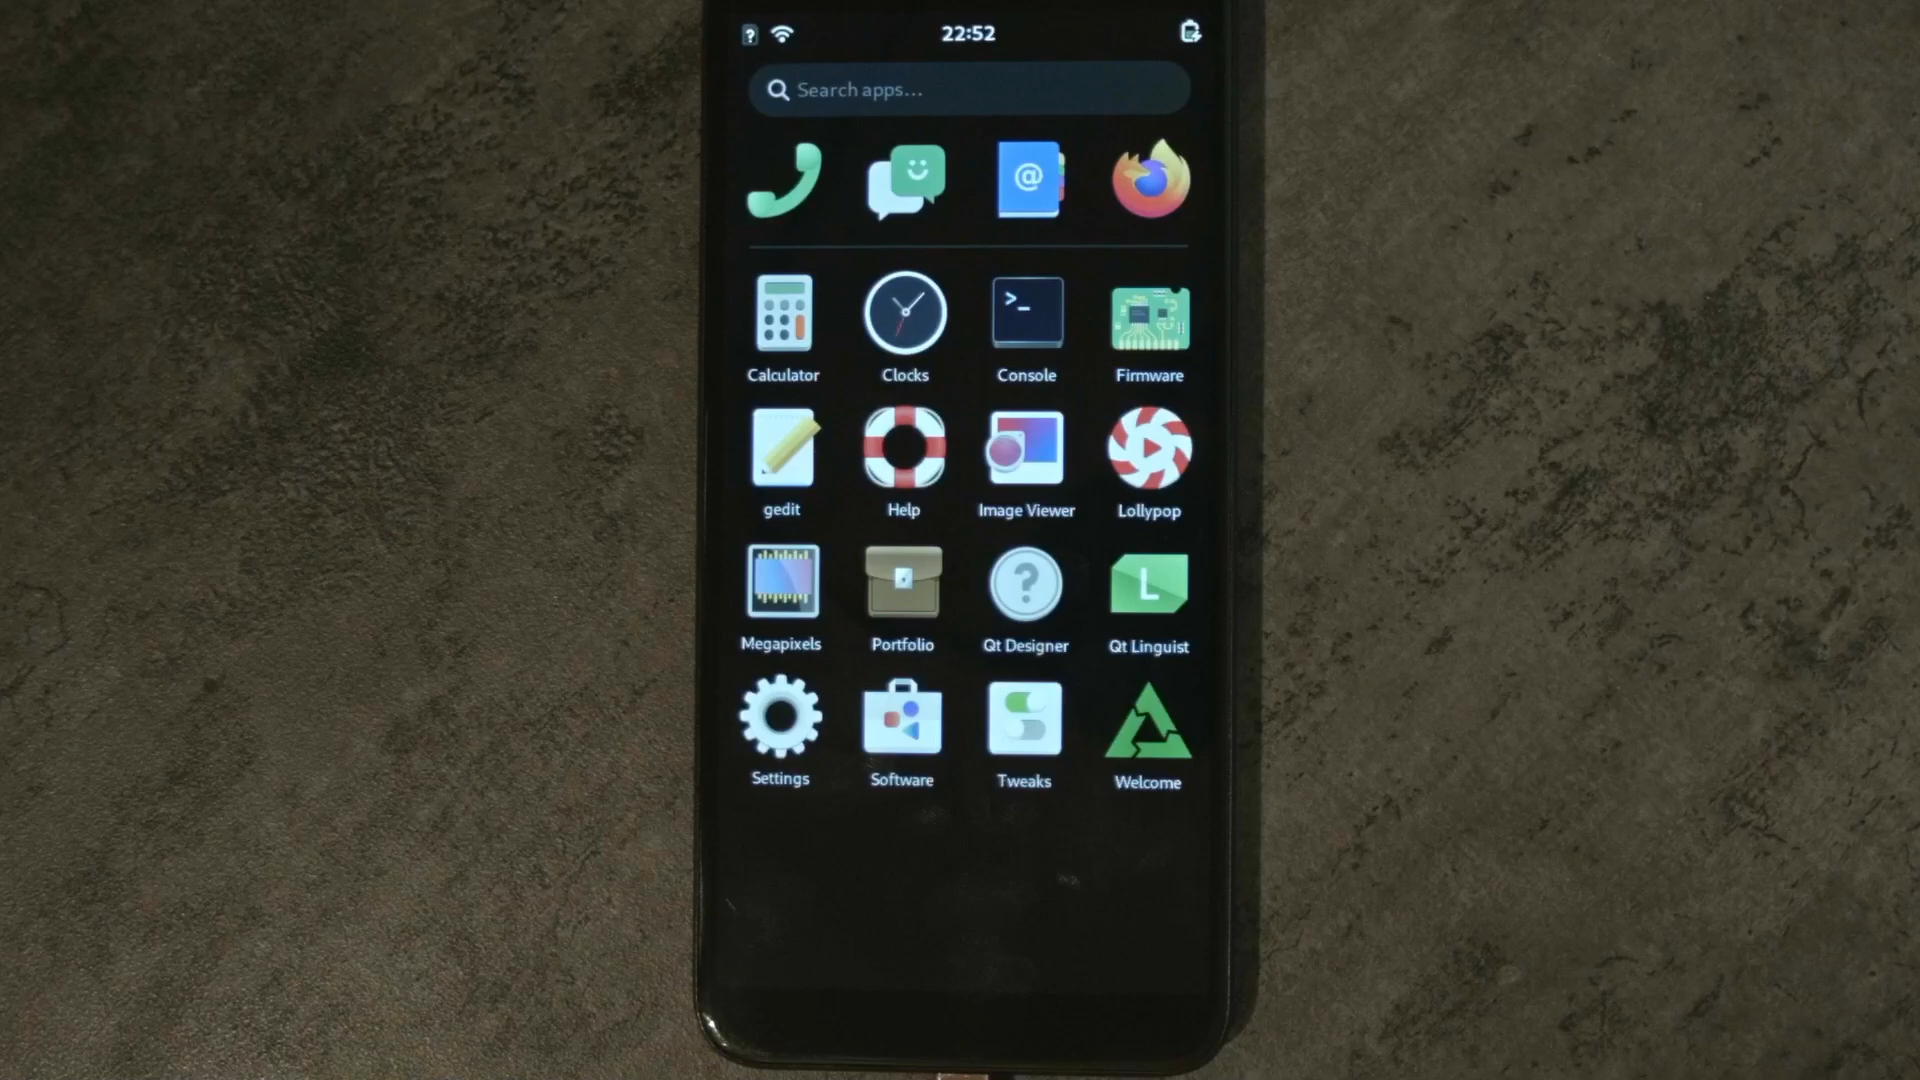 22:52
Search apps...
@
>_
Calculator Clocks Console Firmware
gedit Help Image Viewer Lollypop
? L
Megapixels Portfolio Qt Designer Qt Linguist
Settings Software Tweaks Welcome